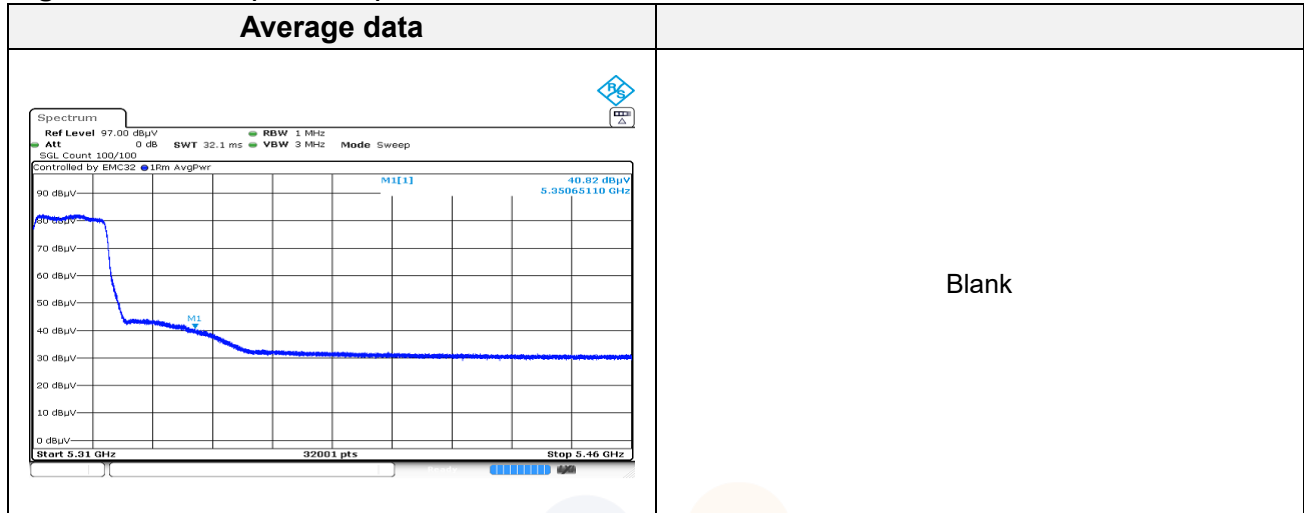 Average data
R/S
Spectrum
Ref Level 97.00 dBµV RBW 1 MHz
Att 0 dB SWT 32.1 ms VBW 3 MHz Mode Sweep
SGL Count 100/100
Controlled by EMC32 1Rm AvgPwr
M1[1] 40.82 dBµV
5.35065110 GHz
90 dBµV
80 dBµV
70 dBµV
60 dBµV
50 dBµV
M1
40 dBµV
30 dBµV
20 dBµV
10 dBµV
0 dBµV
Start 5.31 GHz 32001 pts Stop 5.46 GHz
Blank